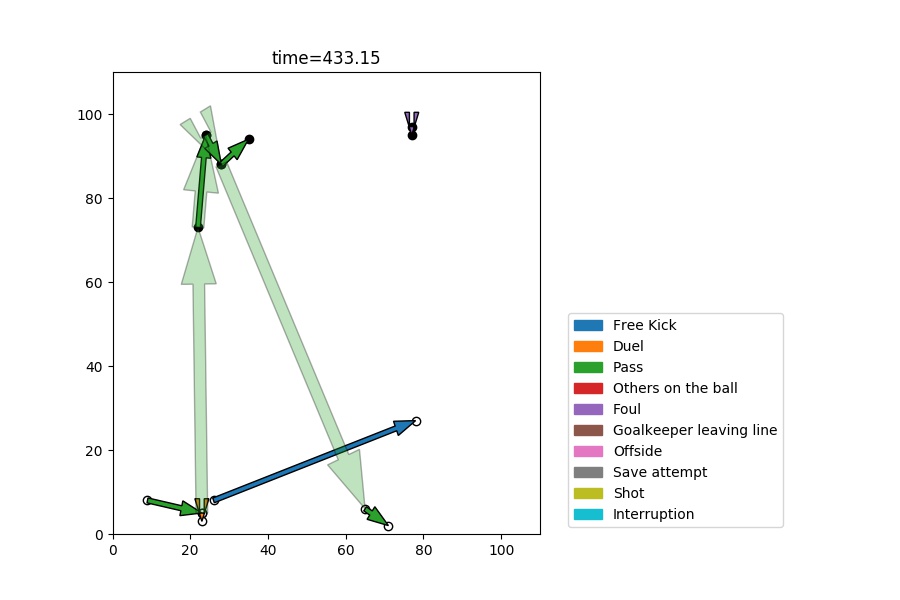 time=433.15
100
80
60
40
20
0
0 20 40 60 80 100
Free Kick
Duel
Pass
Others on the ball
Foul
Goalkeeper leaving line
Offside
Save attempt
Shot
Interruption